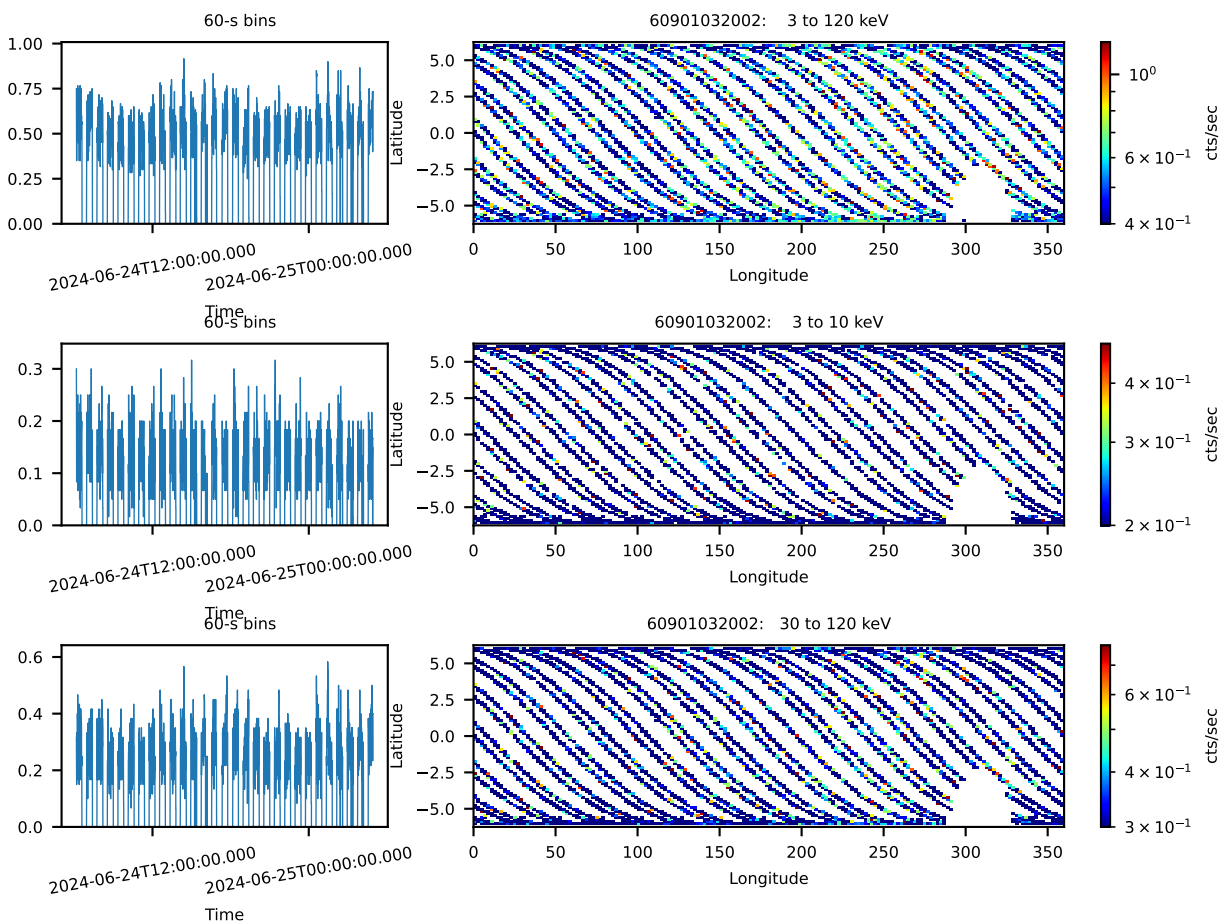 60-s bins
60901032002:    3 to 120 keV
1.00
0.75
0.50
0.25
0.00
2024-06-24T12:00:00.000
2024-06-25T00:00:00.000
Time
Latitude
5.0
2.5
0.0
−2.5
−5.0
0
50
100
150
200
250
300
350
Longitude
10⁰
6 × 10⁻¹
4 × 10⁻¹
cts/sec
60-s bins
60901032002:    3 to 10 keV
0.3
0.2
0.1
0.0
2024-06-24T12:00:00.000
2024-06-25T00:00:00.000
Time
Latitude
5.0
2.5
0.0
−2.5
−5.0
0
50
100
150
200
250
300
350
Longitude
4 × 10⁻¹
3 × 10⁻¹
2 × 10⁻¹
cts/sec
60-s bins
60901032002:   30 to 120 keV
0.6
0.4
0.2
0.0
2024-06-24T12:00:00.000
2024-06-25T00:00:00.000
Time
Latitude
5.0
2.5
0.0
−2.5
−5.0
0
50
100
150
200
250
300
350
Longitude
6 × 10⁻¹
4 × 10⁻¹
3 × 10⁻¹
cts/sec